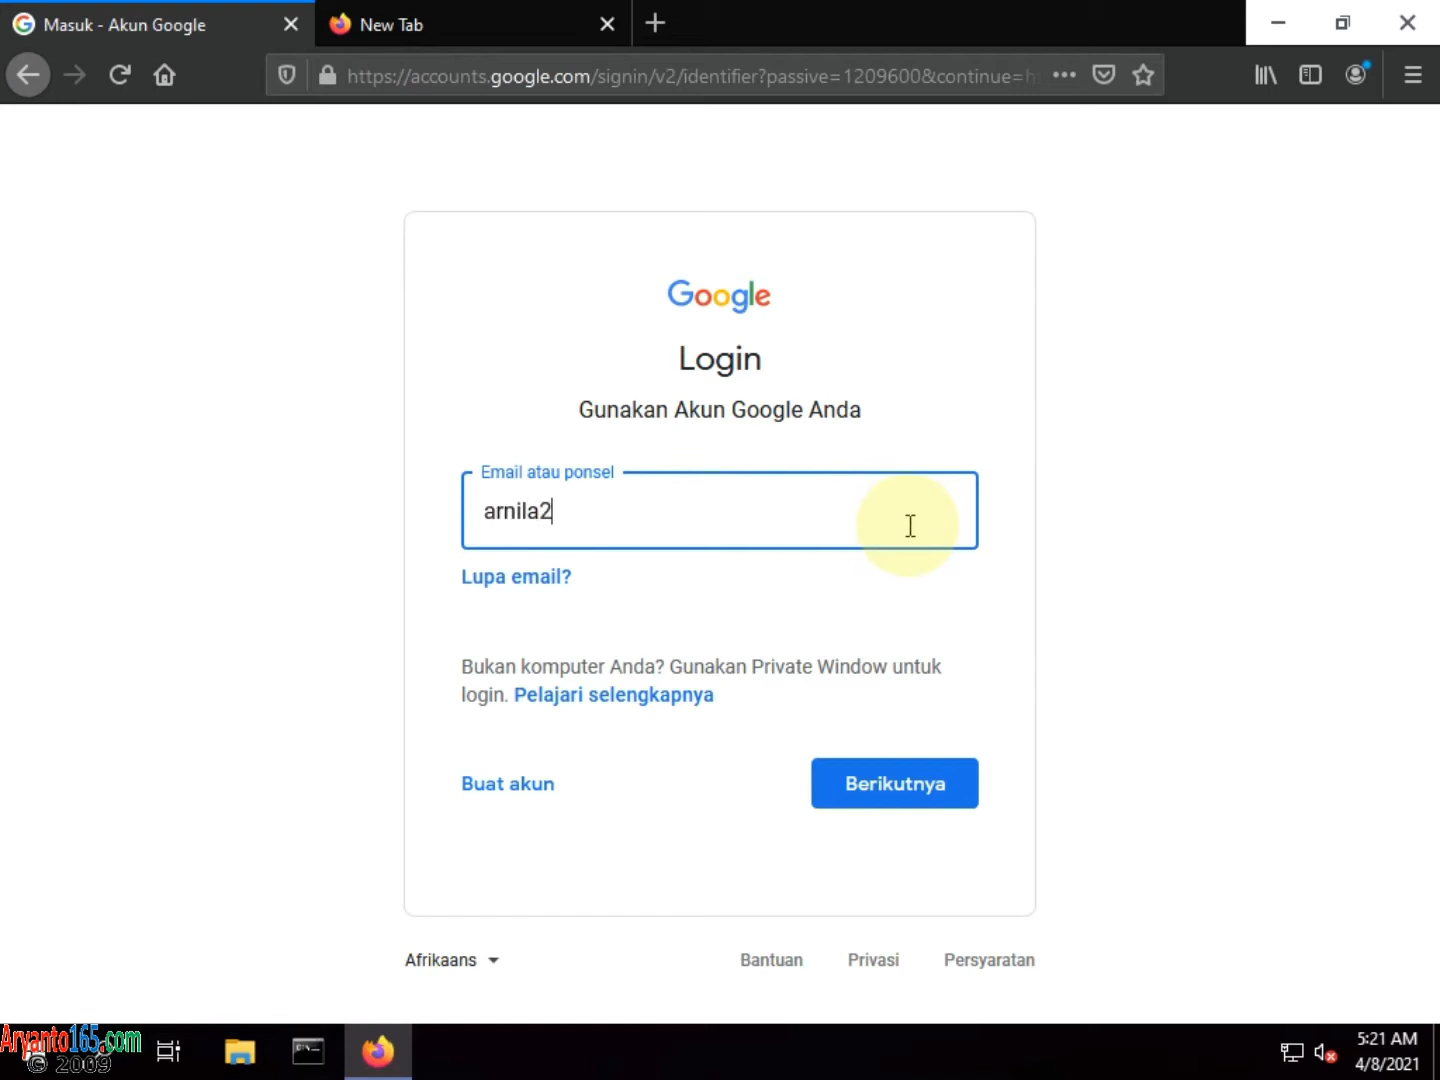 Masuk - Akun Google
New Tab
https://accounts.google.com/signin/v2/identifier?passive=1209600&continue=h
Google
Login
Gunakan Akun Google Anda
Email atau ponsel
arnila2
Lupa email?
Bukan komputer Anda? Gunakan Private Window untuk
login. Pelajari selengkapnya
Buat akun
Berikutnya
Afrikaans
Bantuan
Privasi
Persyaratan
Aryanto165.com
© 2009
5:21 AM
4/8/2021